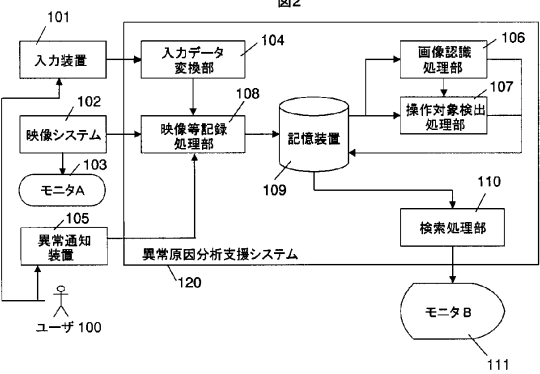 図2
101
入力装置
104
入力データ
変換部
106
画像認識
処理部
107
操作対象検出
処理部
102
映像システム
108
映像等記録
処理部
記憶装置
109
103
モニタA
105
異常通知
装置
110
検索処理部
異常原因分析支援システム
120
ユーザ 100
モニタ B
111